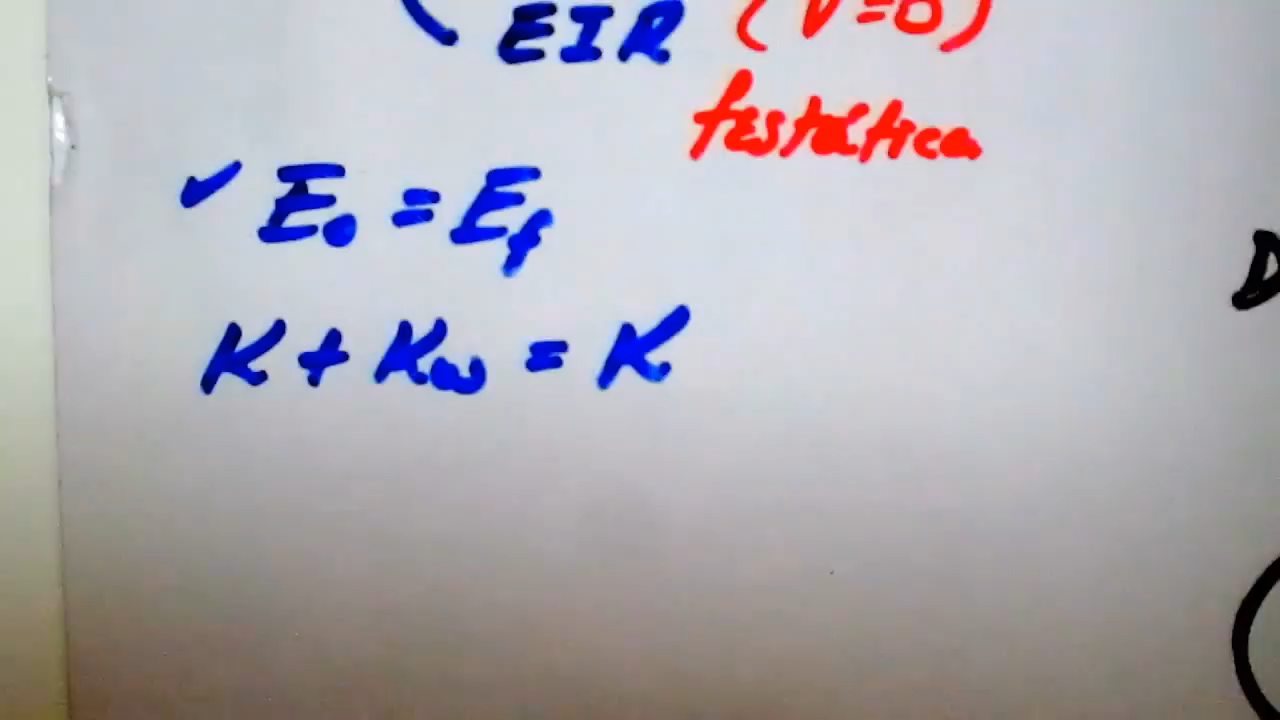 ( EIR (V=0)
festática
✓ E₀ = E_f
K + K_ω = K
D